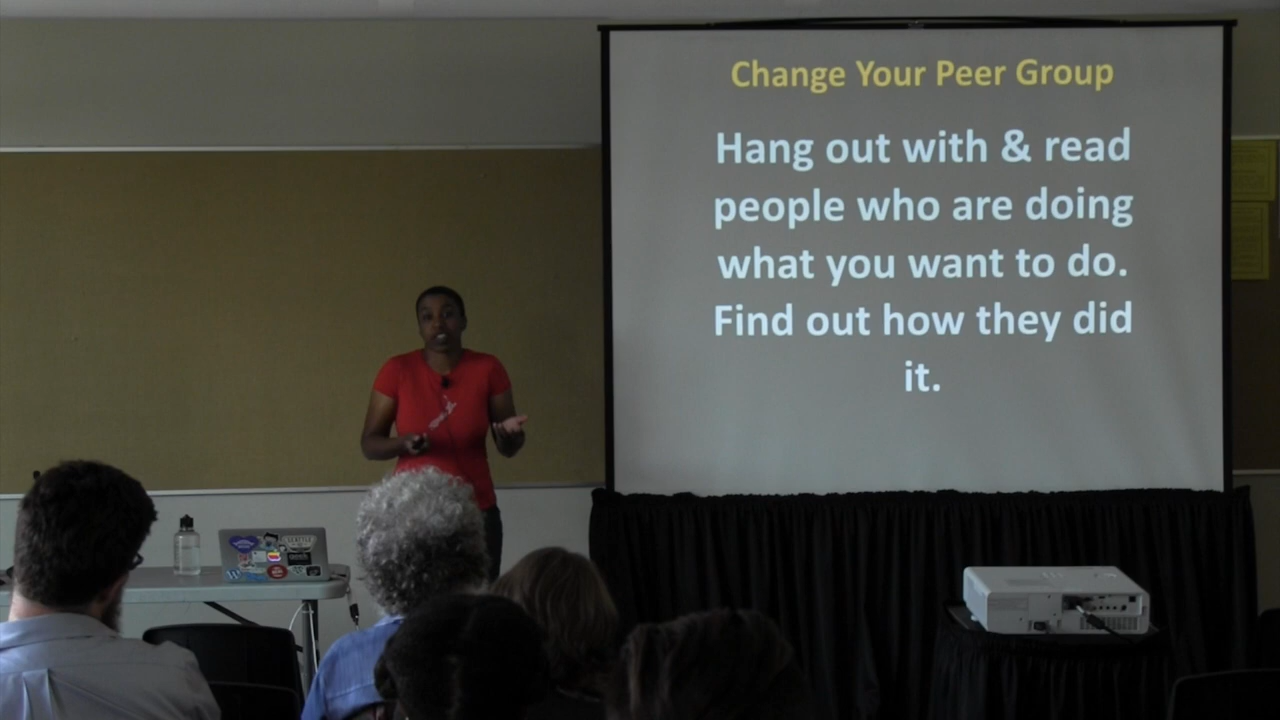 Change Your Peer Group
Hang out with & read
people who are doing
what you want to do.
Find out how they did
it.